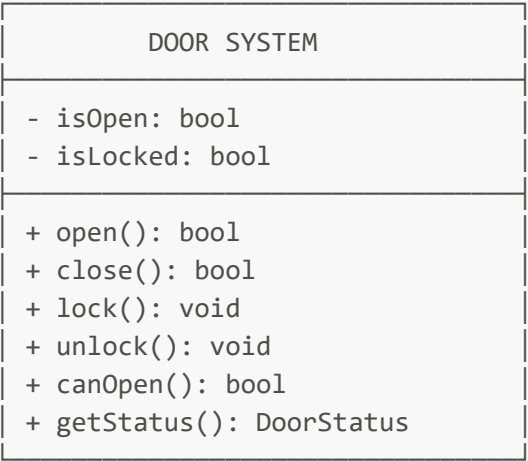 DOOR SYSTEM
- isOpen: bool
- isLocked: bool
+ open(): bool
+ close(): bool
+ lock(): void
+ unlock(): void
+ canOpen(): bool
+ getStatus(): DoorStatus